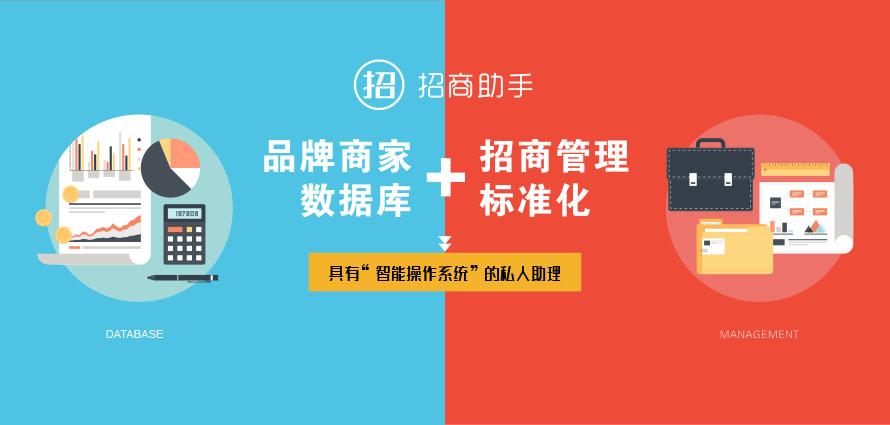 招 招商助手
品牌商家
数据库
+
招商管理
标准化
具有“智能操作系统”的私人助理
197808
DATABASE
MANAGEMENT